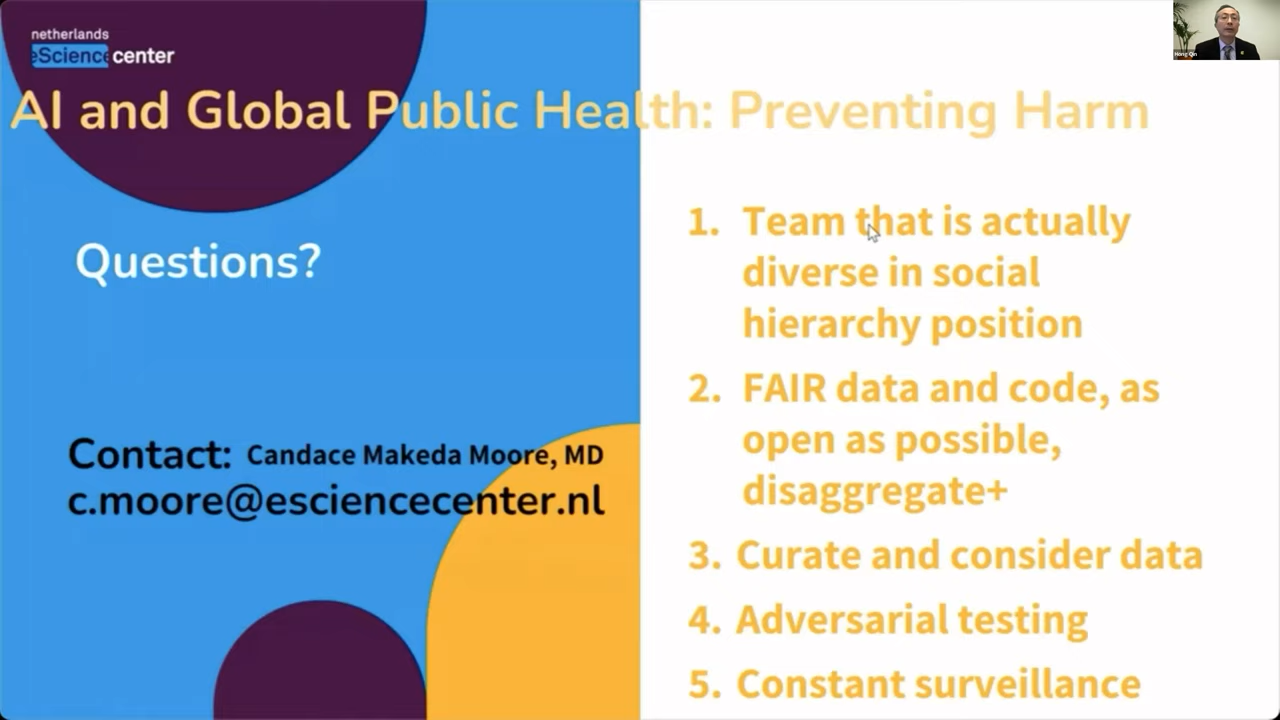 netherlands
eScience center
Hong Qin
AI and Global Public Health: Preventing Harm
Questions?
Contact: Candace Makeda Moore, MD
c.moore@esciencecenter.nl
1. Team that is actually
diverse in social
hierarchy position
2. FAIR data and code, as
open as possible,
disaggregate+
3. Curate and consider data
4. Adversarial testing
5. Constant surveillance